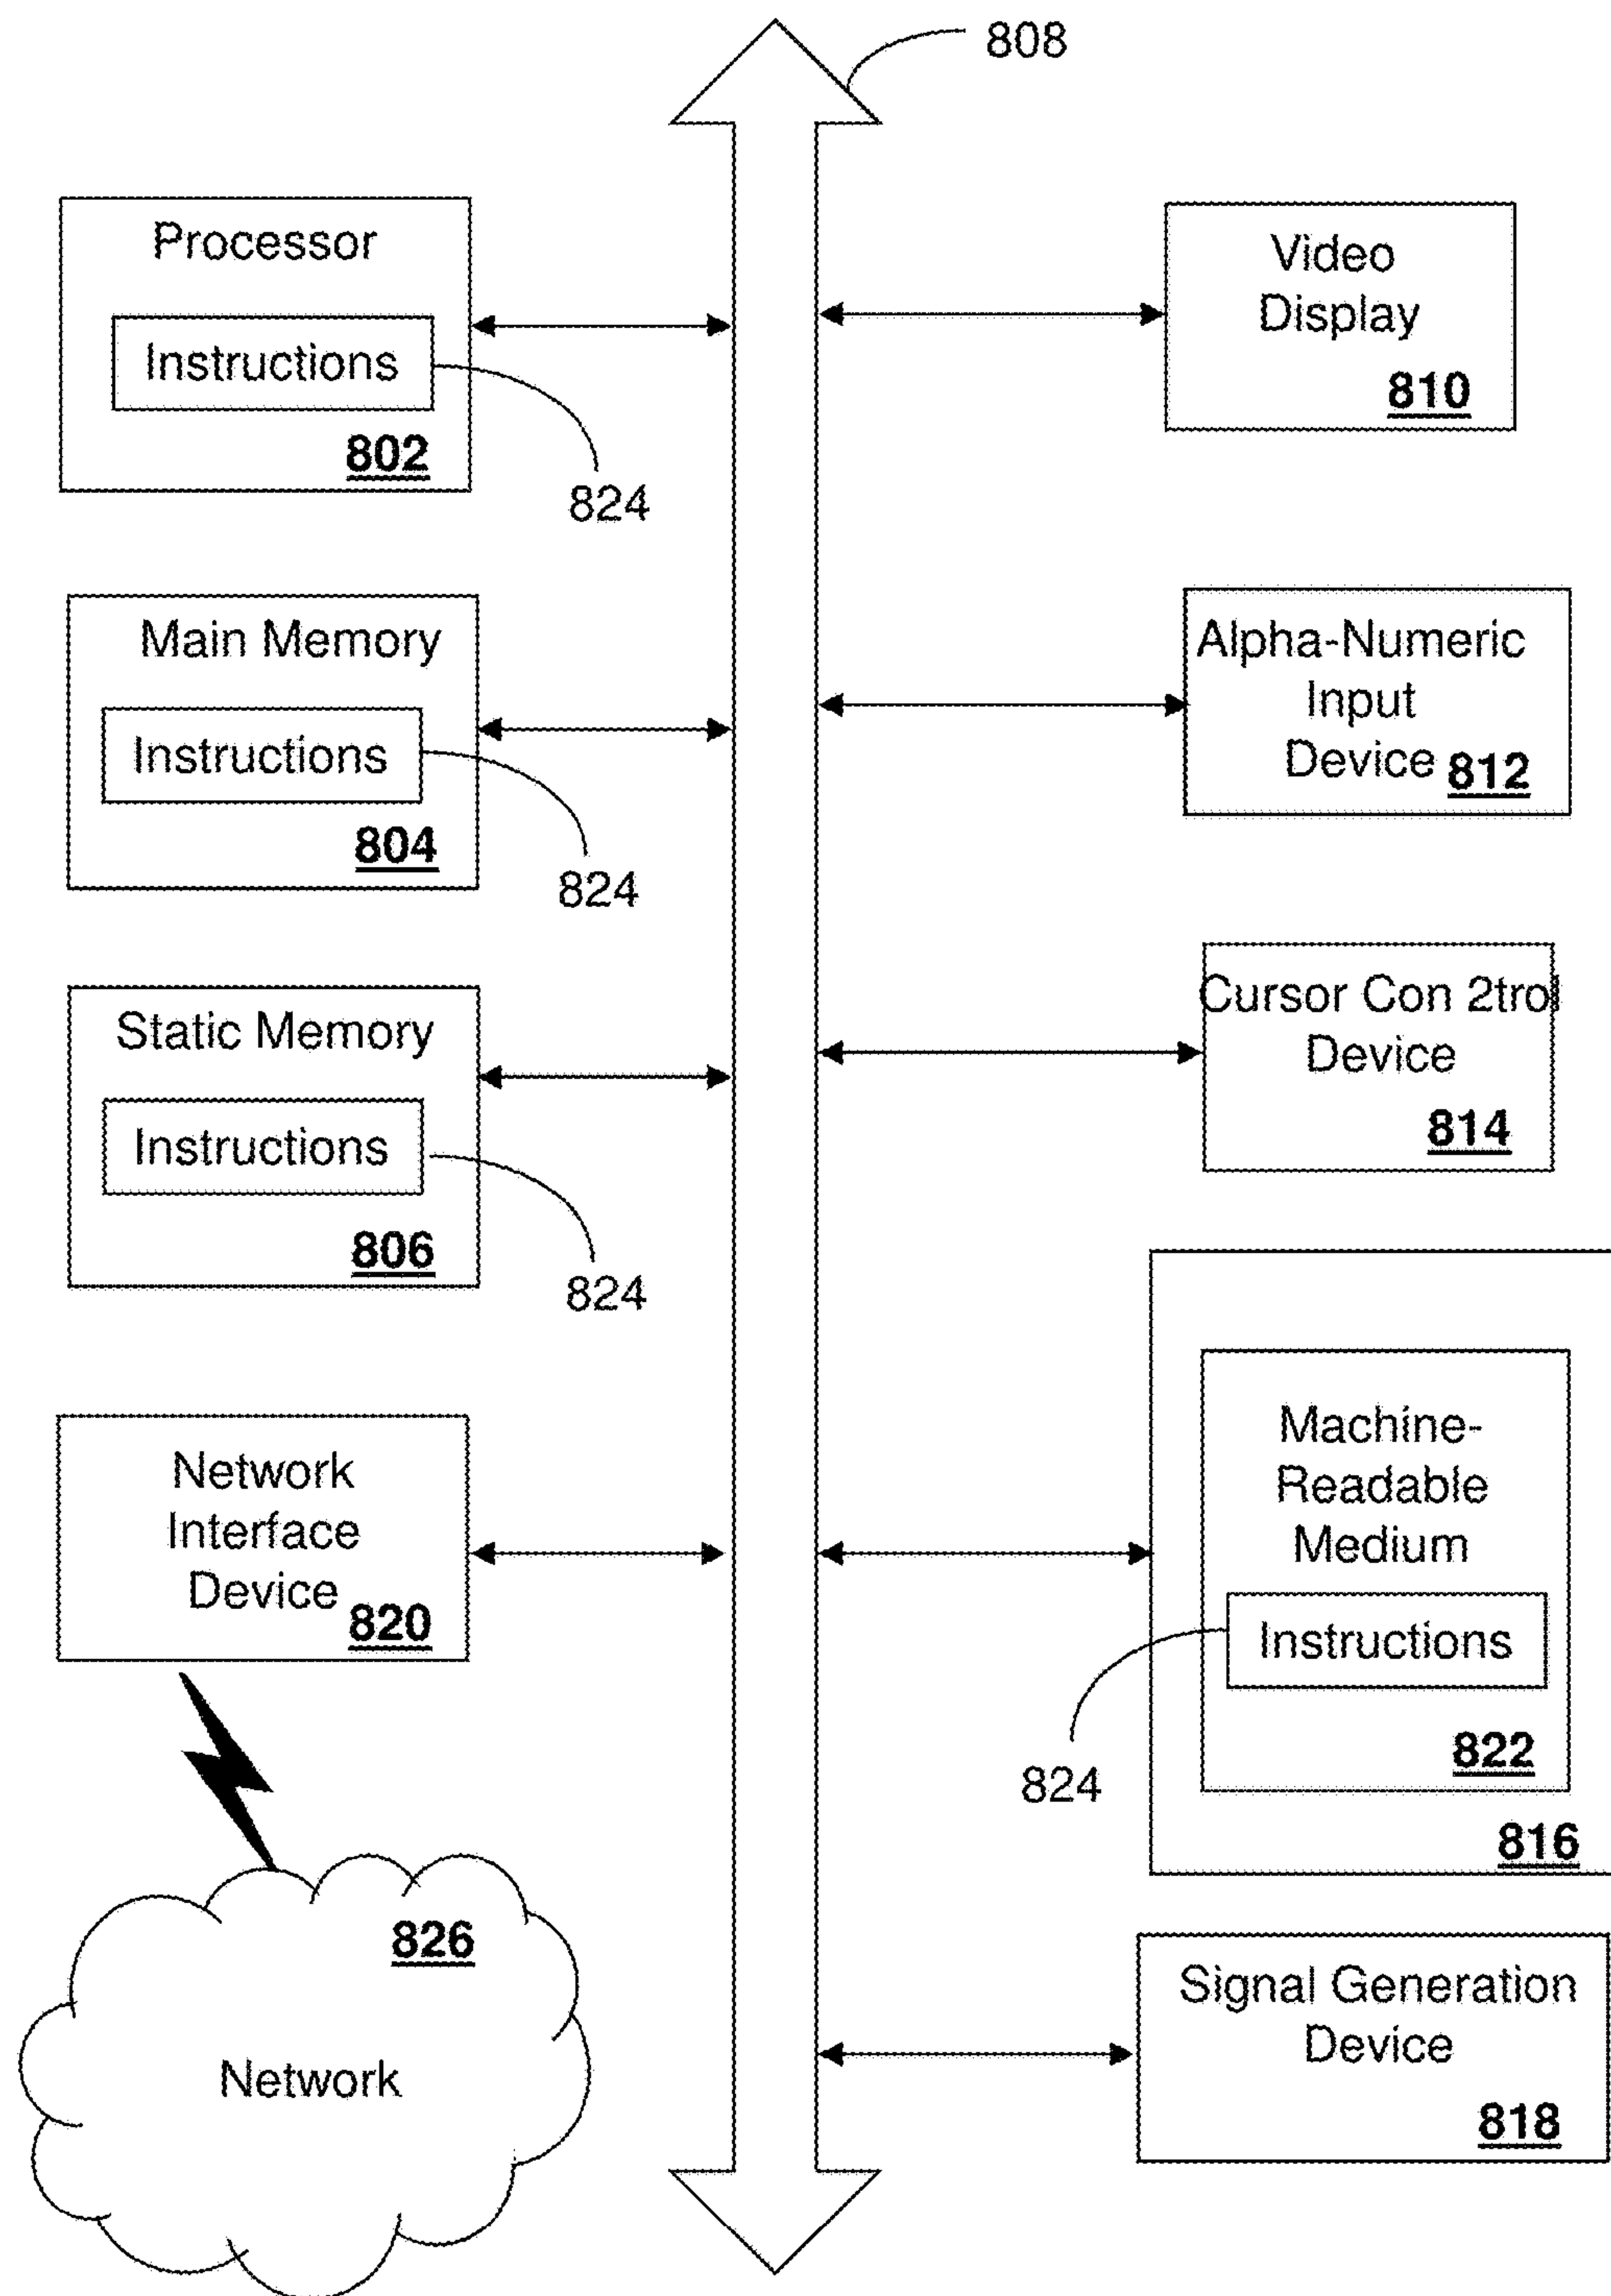 808
Processor
Instructions
802
824
Main Memory
Instructions
804
824
Static Memory
Instructions
806
824
Network
Interface
Device
820
826
Network
Video
Display
810
Alpha-Numeric
Input
Device
812
Cursor Con 2trol
Device
814
Machine-
Readable
Medium
Instructions
822
824
816
Signal Generation
Device
818